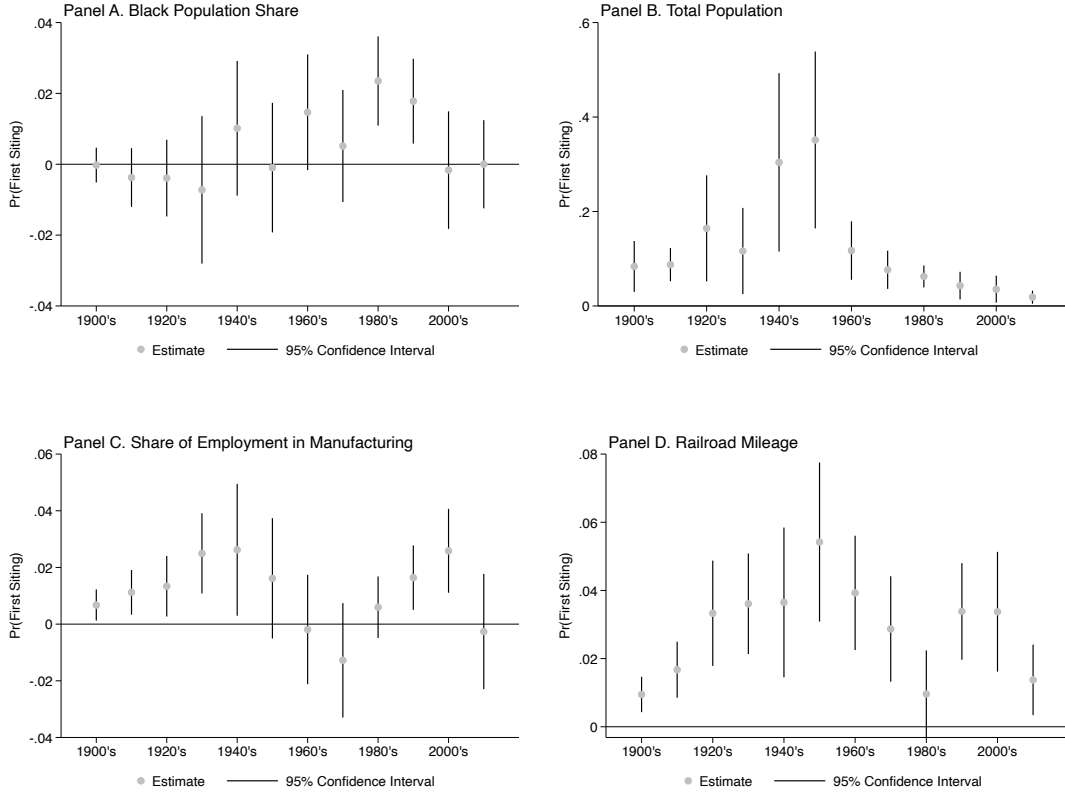 Panel A. Black Population Share
.04
.02
0
-.02
-.04
Pr(First Siting)
1900's 1920's 1940's 1960's 1980's 2000's
Estimate 95% Confidence Interval
Panel B. Total Population
.6
.4
.2
0
Pr(First Siting)
1900's 1920's 1940's 1960's 1980's 2000's
Estimate 95% Confidence Interval
Panel C. Share of Employment in Manufacturing
.06
.04
.02
0
-.02
-.04
Pr(First Siting)
1900's 1920's 1940's 1960's 1980's 2000's
Estimate 95% Confidence Interval
Panel D. Railroad Mileage
.08
.06
.04
.02
0
Pr(First Siting)
1900's 1920's 1940's 1960's 1980's 2000's
Estimate 95% Confidence Interval